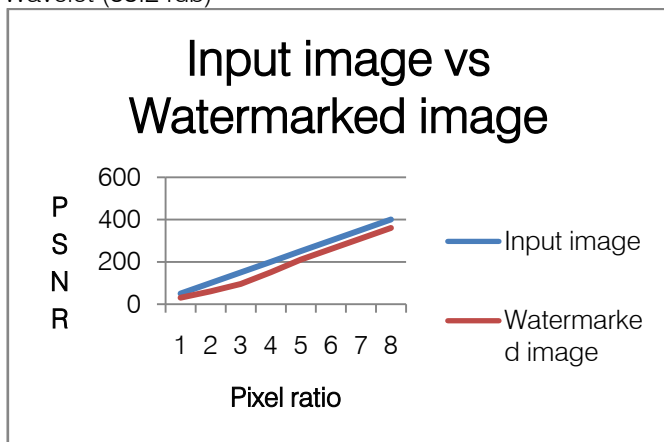 Input image vs
Watermarked image
600
400
200
0
P
S
N
R
1 2 3 4 5 6 7 8
Pixel ratio
Input image
Watermarke
d image